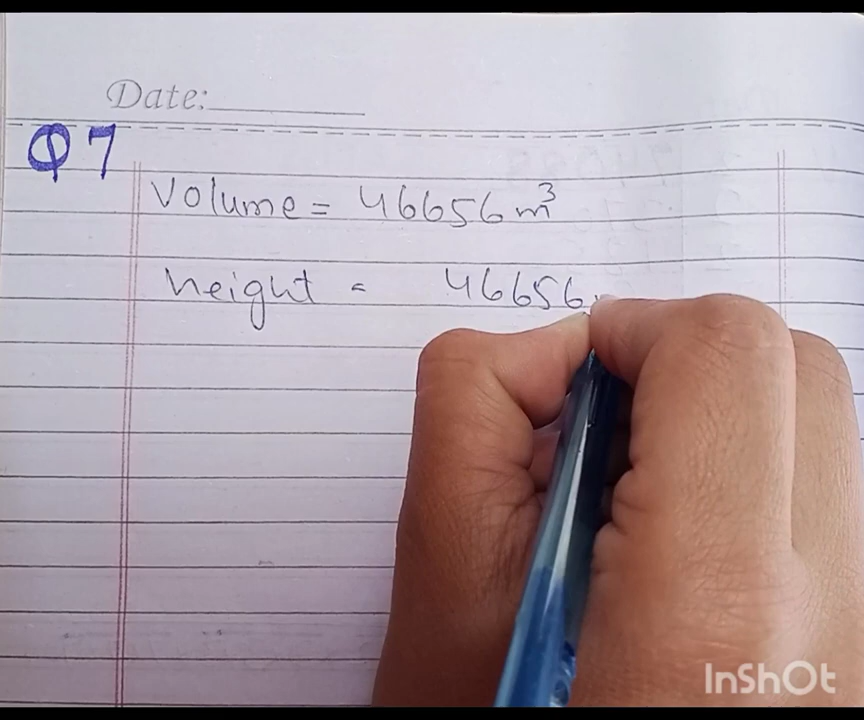 Date:
Q7
Volume = 46656 m³
height = 46656
InShOt